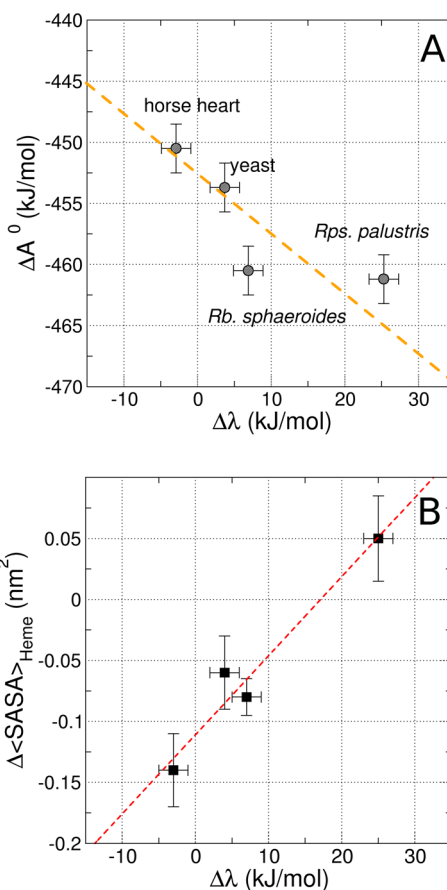 A
-440
-445
-450
-455
-460
-465
-470
ΔA⁰ (kJ/mol)
horse heart
yeast
Rps. palustris
Rb. sphaeroides
-10 0 10 20 30
Δλ (kJ/mol)
B
0.05
0
-0.05
-0.1
-0.15
-0.2
Δ<SASA>Heme (nm²)
-10 0 10 20 30
Δλ (kJ/mol)